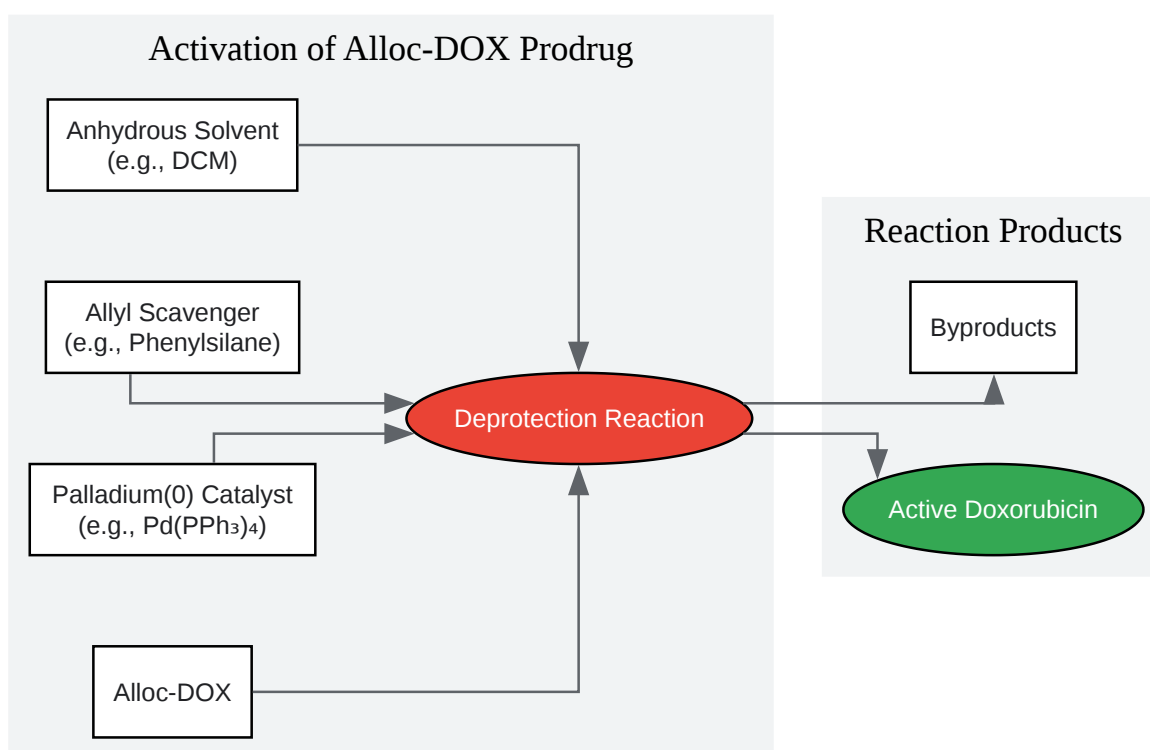 Activation of Alloc-DOX Prodrug
Anhydrous Solvent
(e.g., DCM)
Allyl Scavenger
(e.g., Phenylsilane)
Palladium(0) Catalyst
(e.g., Pd(PPh₃)₄)
Alloc-DOX
Deprotection Reaction
Reaction Products
Byproducts
Active Doxorubicin